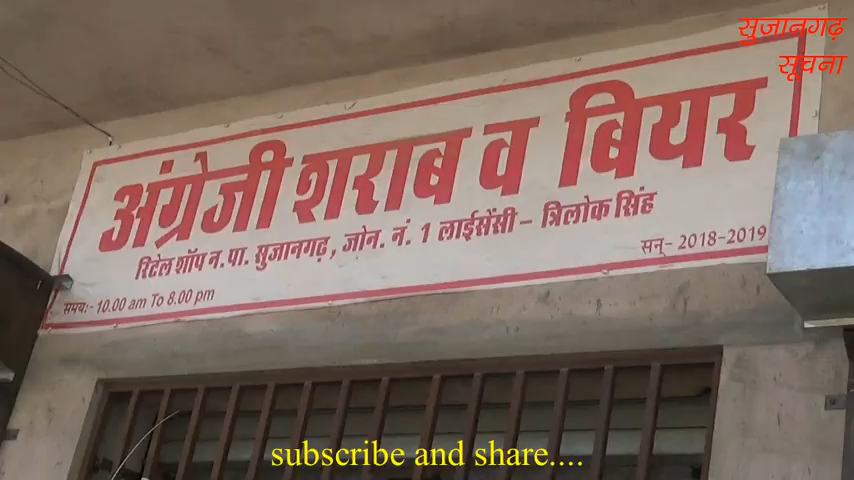 सुजानगढ़
सूचना
अंग्रेजी शराब व बियर
रिटेल शॉप न.पा. सुजानगढ़, जोन. नं. 1 लाईसेंसी – त्रिलोक सिंह
समय:- 10.00 am To 8.00 pm
सन्- 2018-2019
subscribe and share....